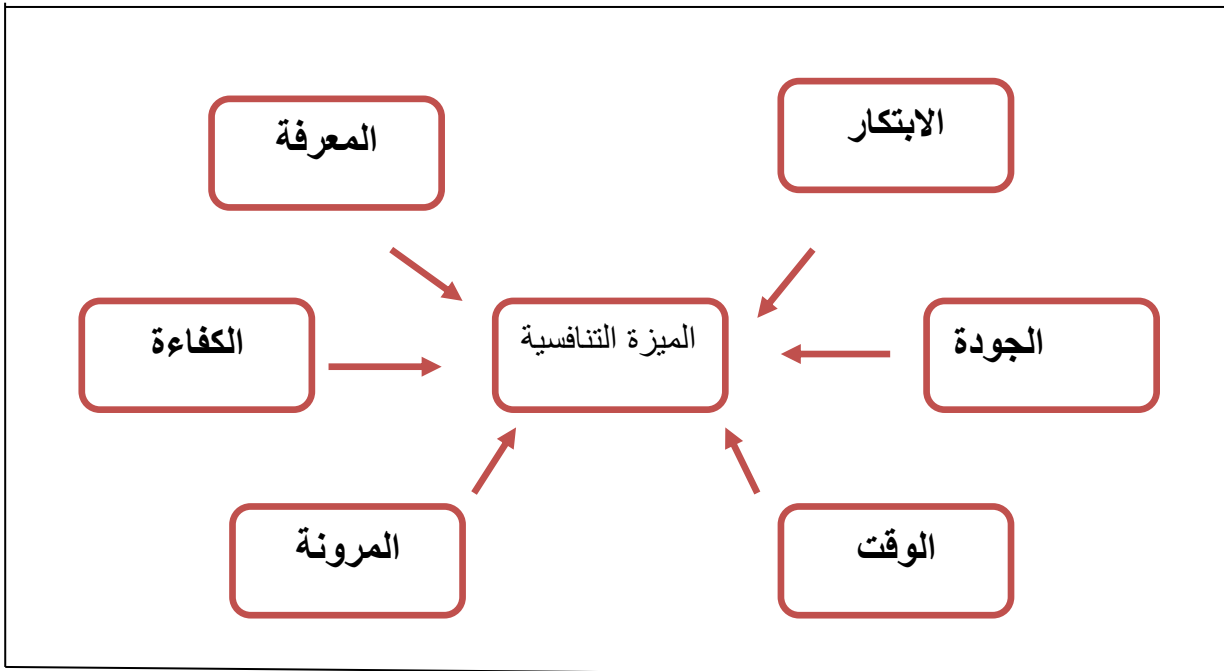 الابتكار
المعرفة
الجودة
الميزة التنافسية
الكفاءة
الوقت
المرونة